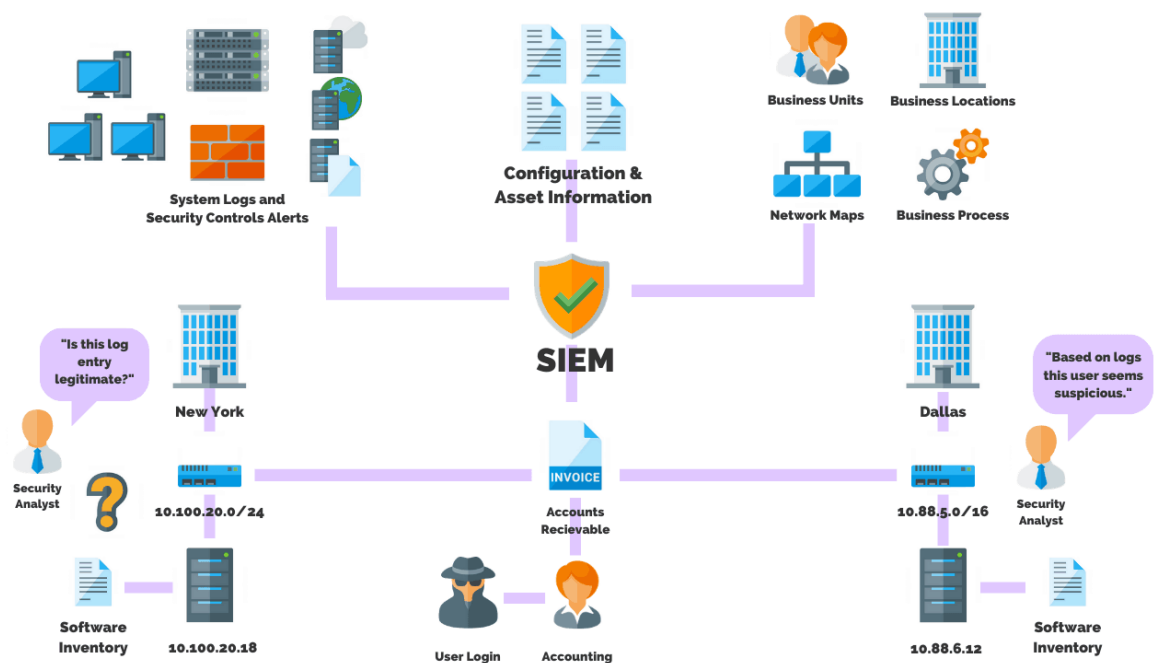 Business Units
Business Locations
System Logs and
Security Controls Alerts
Configuration &
Asset Information
Network Maps
Business Process
SIEM
"Is this log
entry
legitimate?"
New York
Security
Analyst
10.100.20.0/24
Software
Inventory
10.100.20.18
INVOICE
Accounts
Recievable
User Login
Accounting
Dallas
"Based on logs
this user seems
suspicious."
10.88.5.0/16
Security
Analyst
10.88.6.12
Software
Inventory